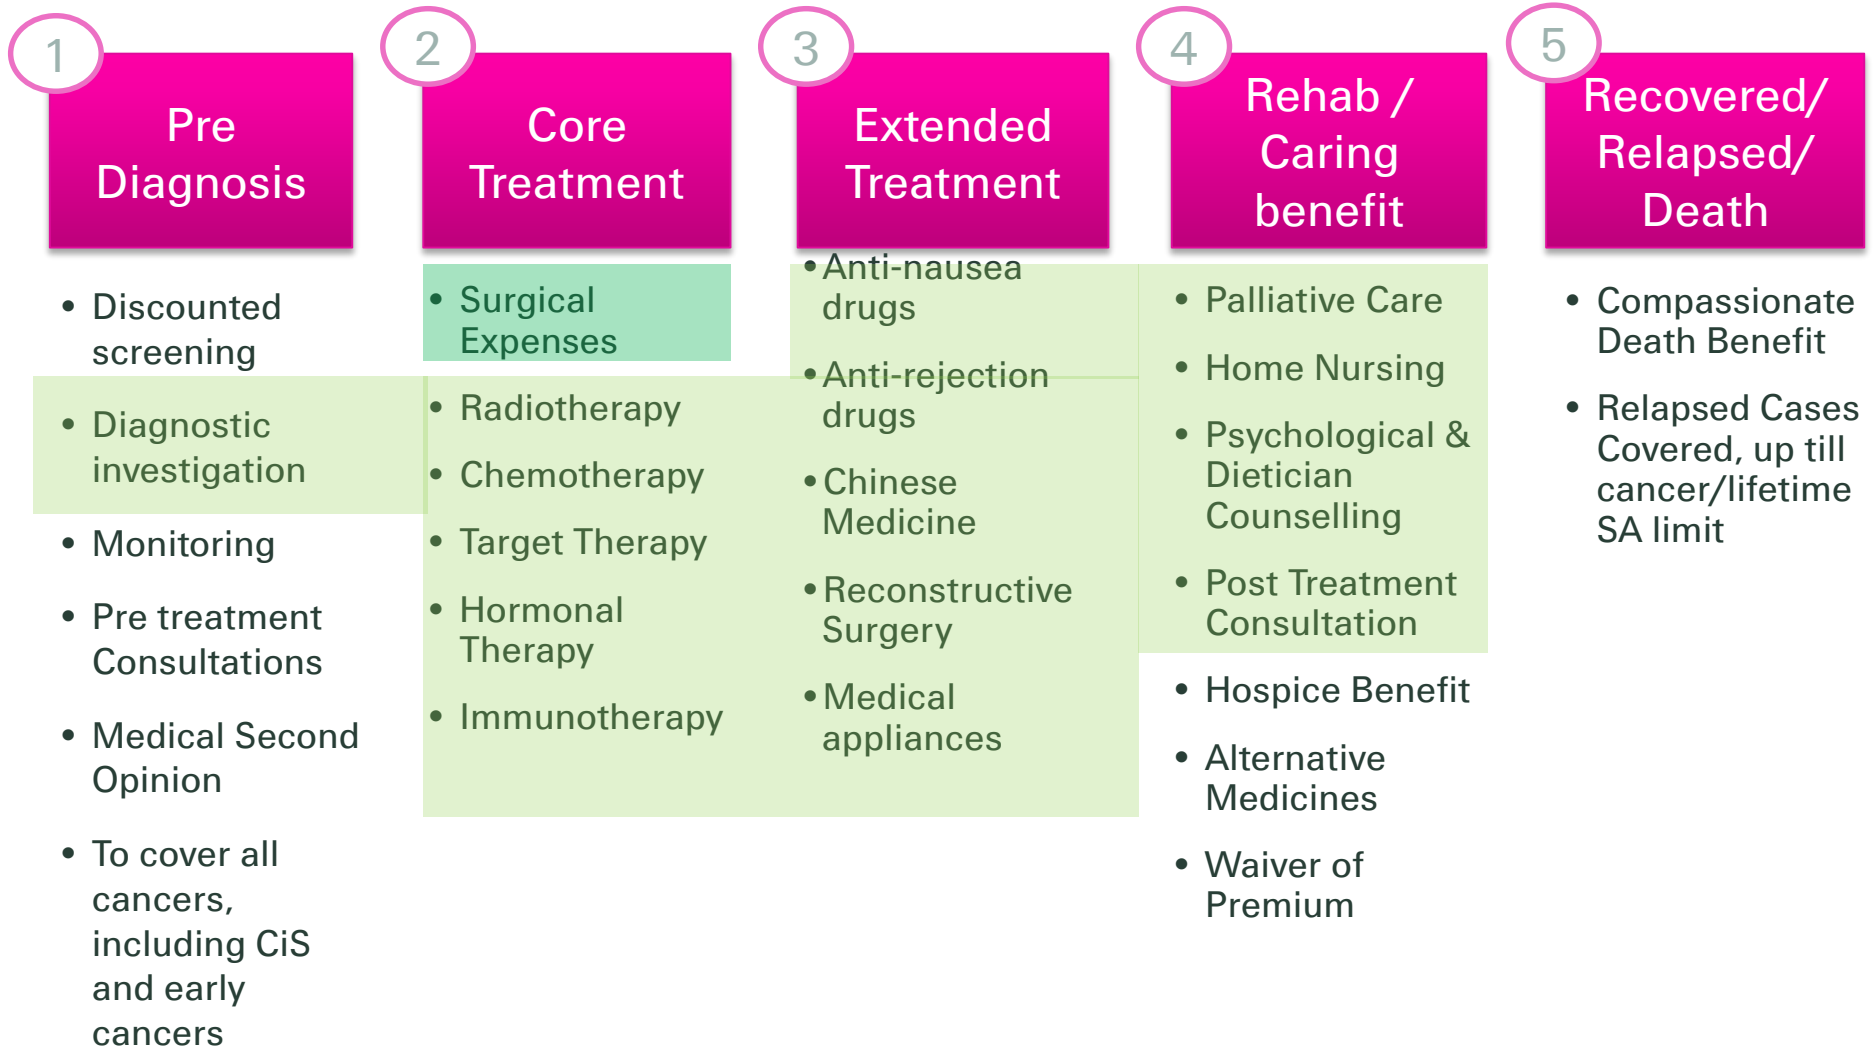 1
Pre
Diagnosis
• Discounted
screening
• Diagnostic
investigation
• Monitoring
• Pre treatment
Consultations
• Medical Second
Opinion
• To cover all
cancers,
including CiS
and early
cancers
2
Core
Treatment
• Surgical
Expenses
• Radiotherapy
• Chemotherapy
• Target Therapy
• Hormonal
Therapy
• Immunotherapy
3
Extended
Treatment
• Anti-nausea
drugs
• Anti-rejection
drugs
• Chinese
Medicine
• Reconstructive
Surgery
• Medical
appliances
4
Rehab /
Caring
benefit
• Palliative Care
• Home Nursing
• Psychological &
Dietician
Counselling
• Post Treatment
Consultation
• Hospice Benefit
• Alternative
Medicines
• Waiver of
Premium
5
Recovered/
Relapsed/
Death
• Compassionate
Death Benefit
• Relapsed Cases
Covered, up till
cancer/lifetime
SA limit